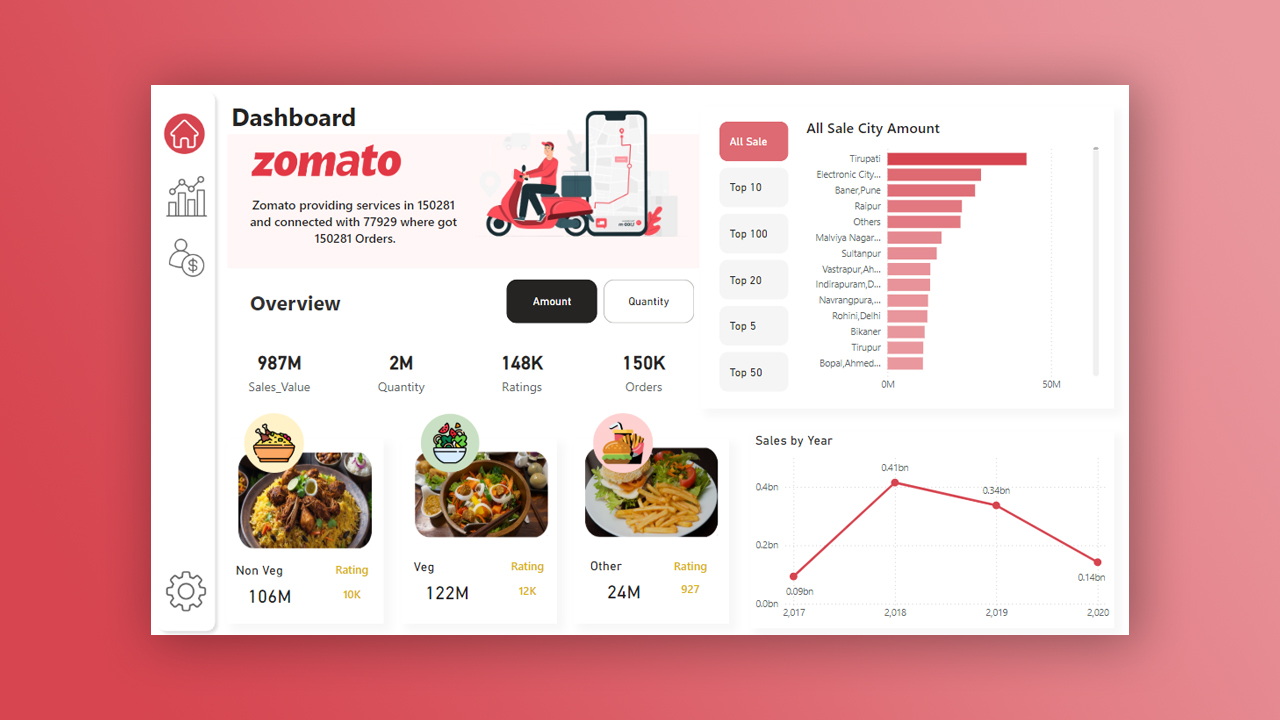 Dashboard
zomato
Zomato providing services in 150281
and connected with 77929 where got
150281 Orders.
Overview
Amount
Quantity
987M
Sales_Value
2M
Quantity
148K
Ratings
150K
Orders
Non Veg
Rating
106M
10K
Veg
Rating
122M
12K
Other
Rating
24M
927
All Sale
Top 10
Top 100
Top 20
Top 5
Top 50
All Sale City Amount
Tirupati
Electronic City...
Baner,Pune
Raipur
Others
Malviya Nagar...
Sultanpur
Vastrapur,Ah...
Indirapuram,D...
Navrangpura,...
Rohini,Delhi
Bikaner
Tirupur
Bopal,Ahmed...
0M
50M
Sales by Year
0.4bn
0.2bn
0.0bn
0.09bn
0.41bn
0.34bn
0.14bn
2,017
2,018
2,019
2,020